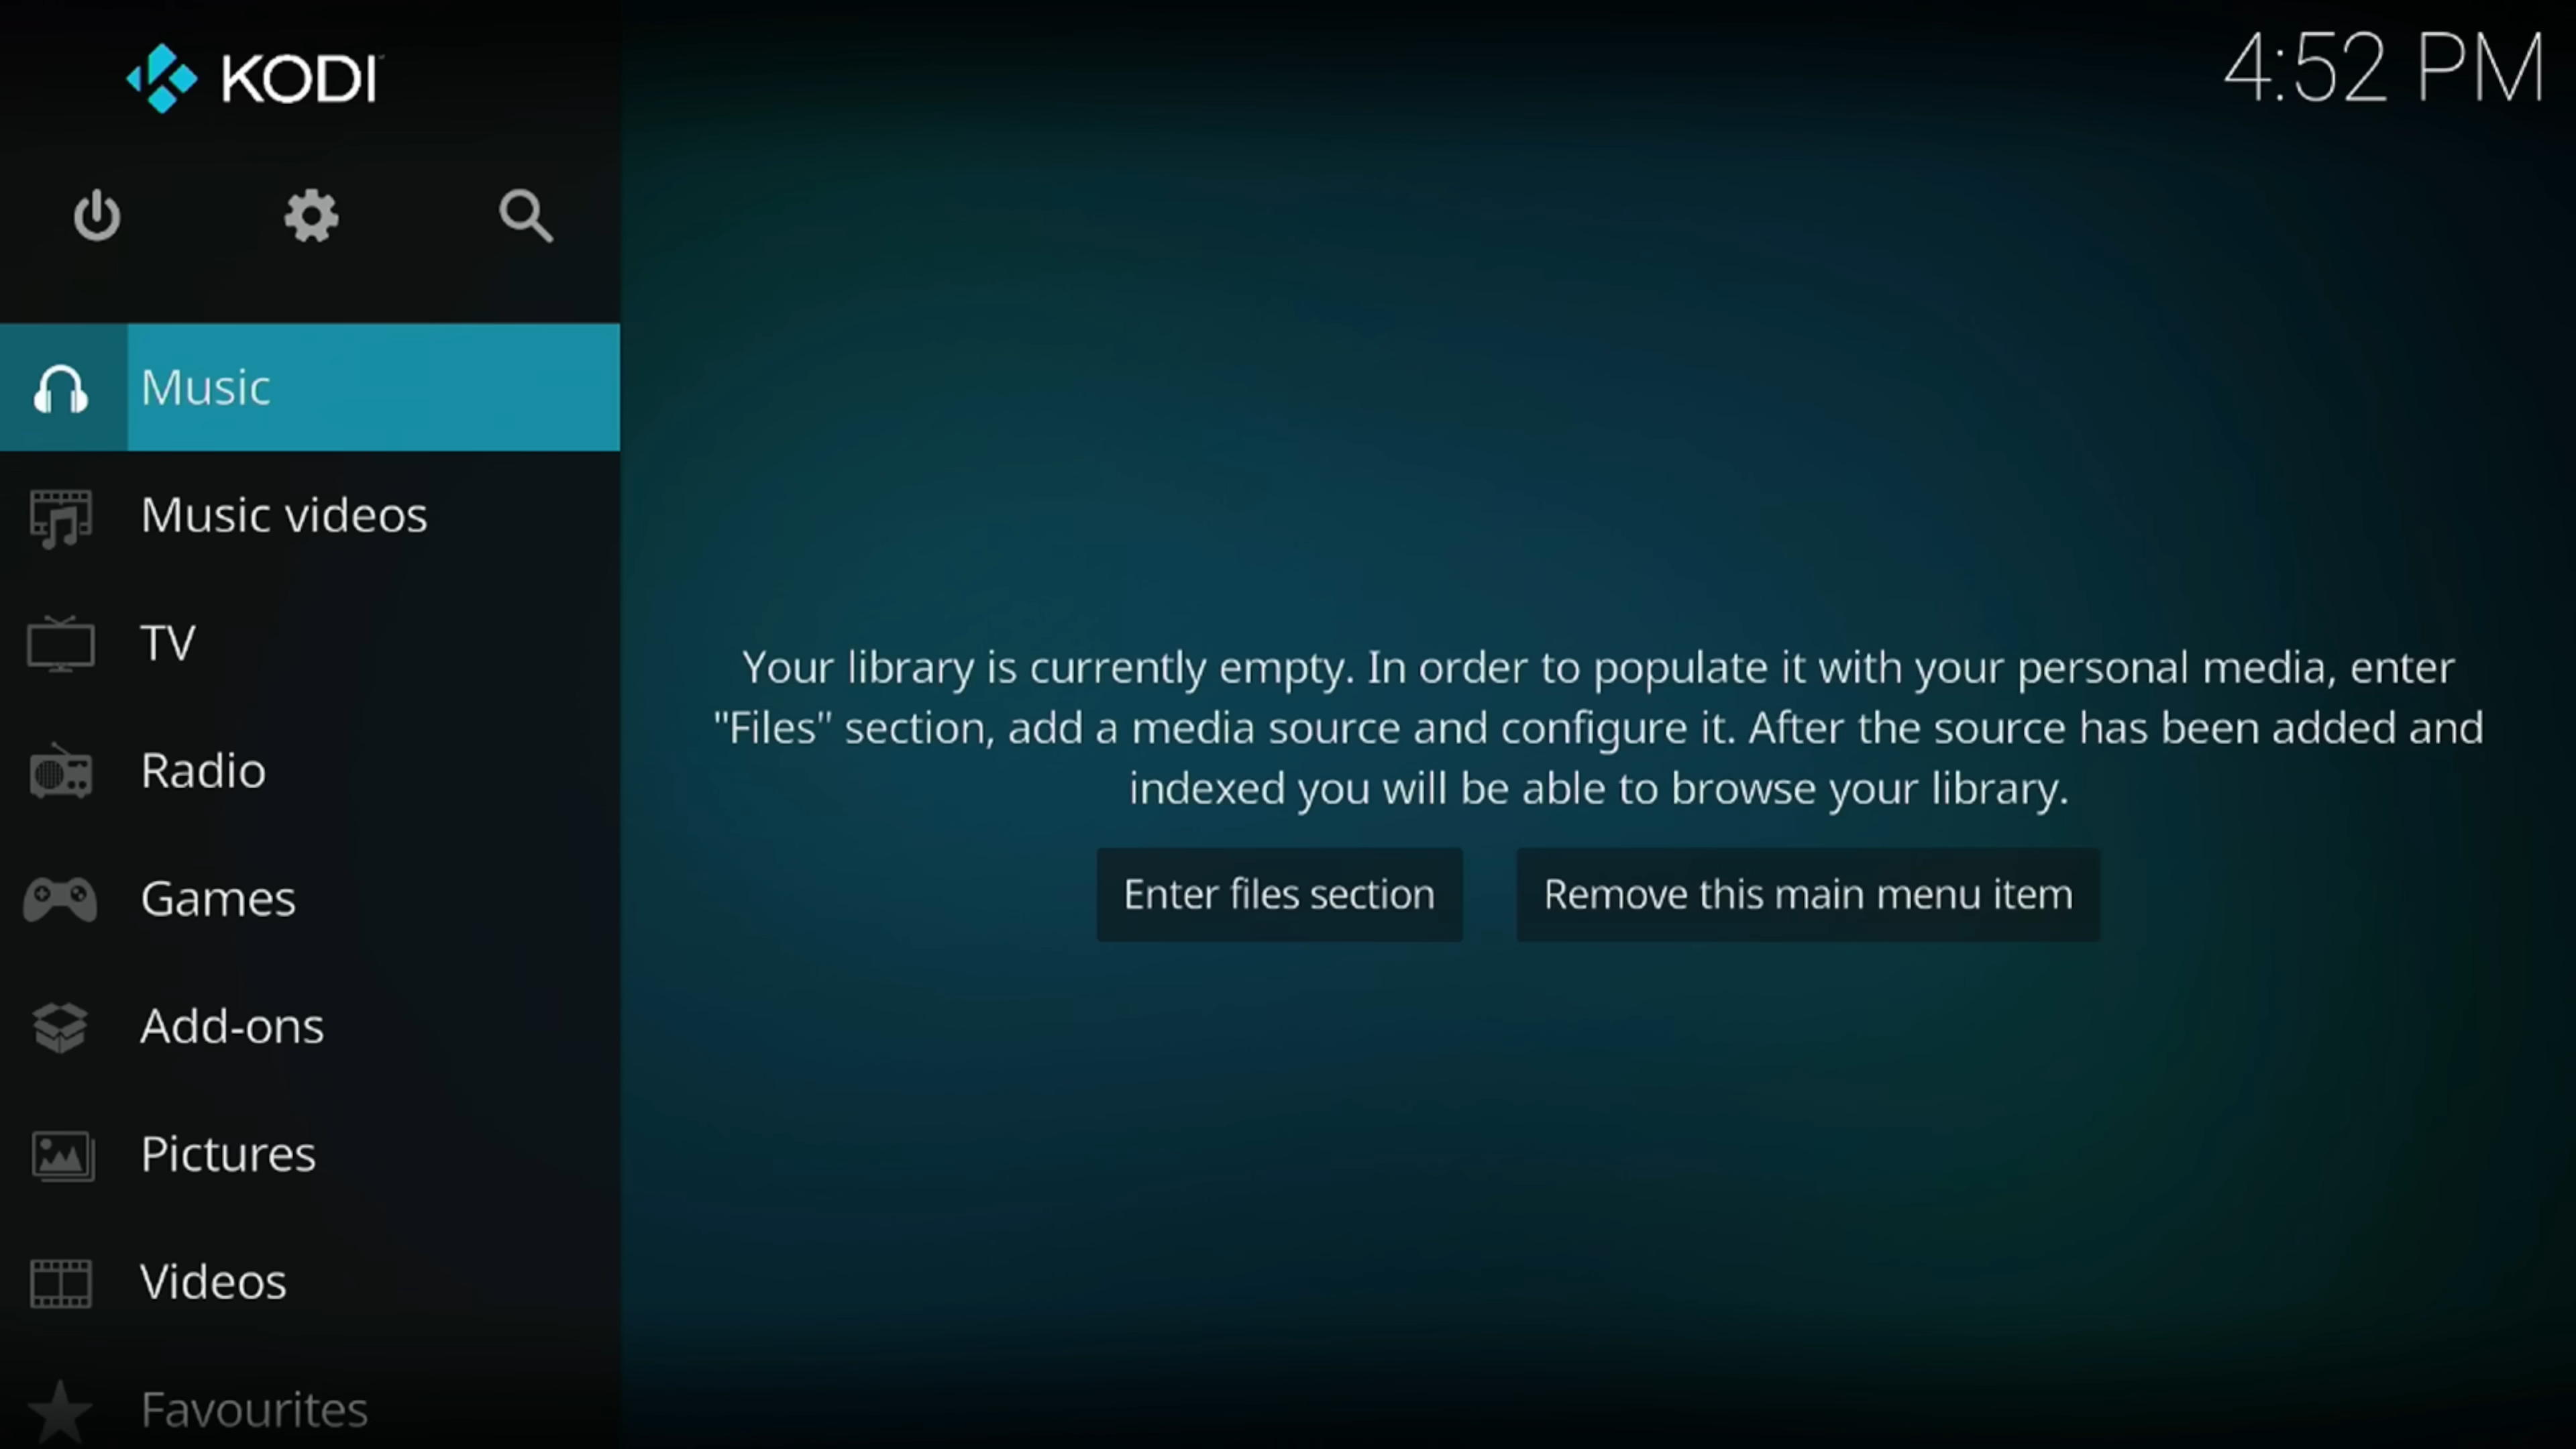 KODI
4:52 PM
Music
Music videos
TV
Radio
Games
Add-ons
Pictures
Videos
Favourites
Your library is currently empty. In order to populate it with your personal media, enter
"Files" section, add a media source and configure it. After the source has been added and
indexed you will be able to browse your library.
Enter files section
Remove this main menu item